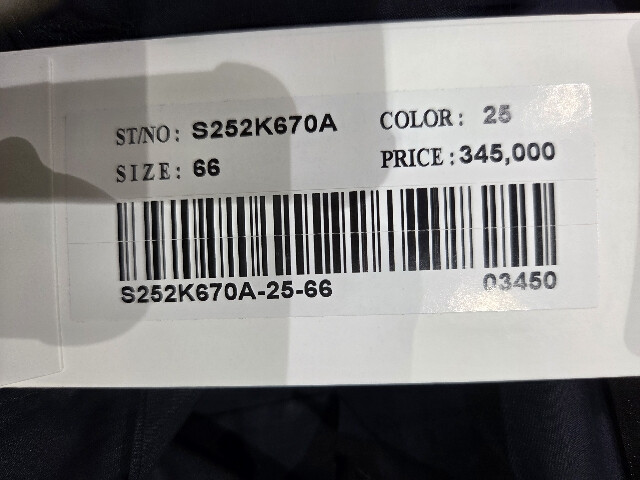 ST/NO: S252K670A COLOR: 25
SIZE: 66 PRICE: 345,000
S252K670A-25-66 03450